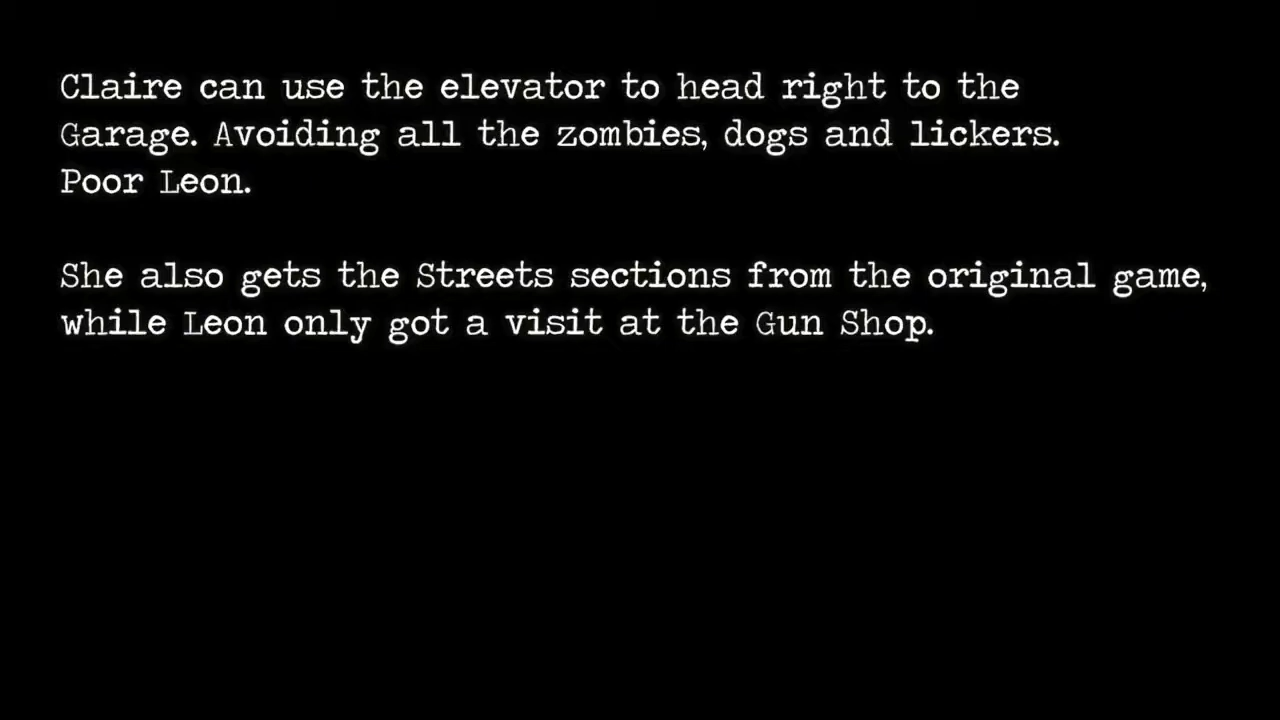 Claire can use the elevator to head right to the
Garage. Avoiding all the zombies, dogs and lickers.
Poor Leon.
She also gets the Streets sections from the original game,
while Leon only got a visit at the Gun Shop.